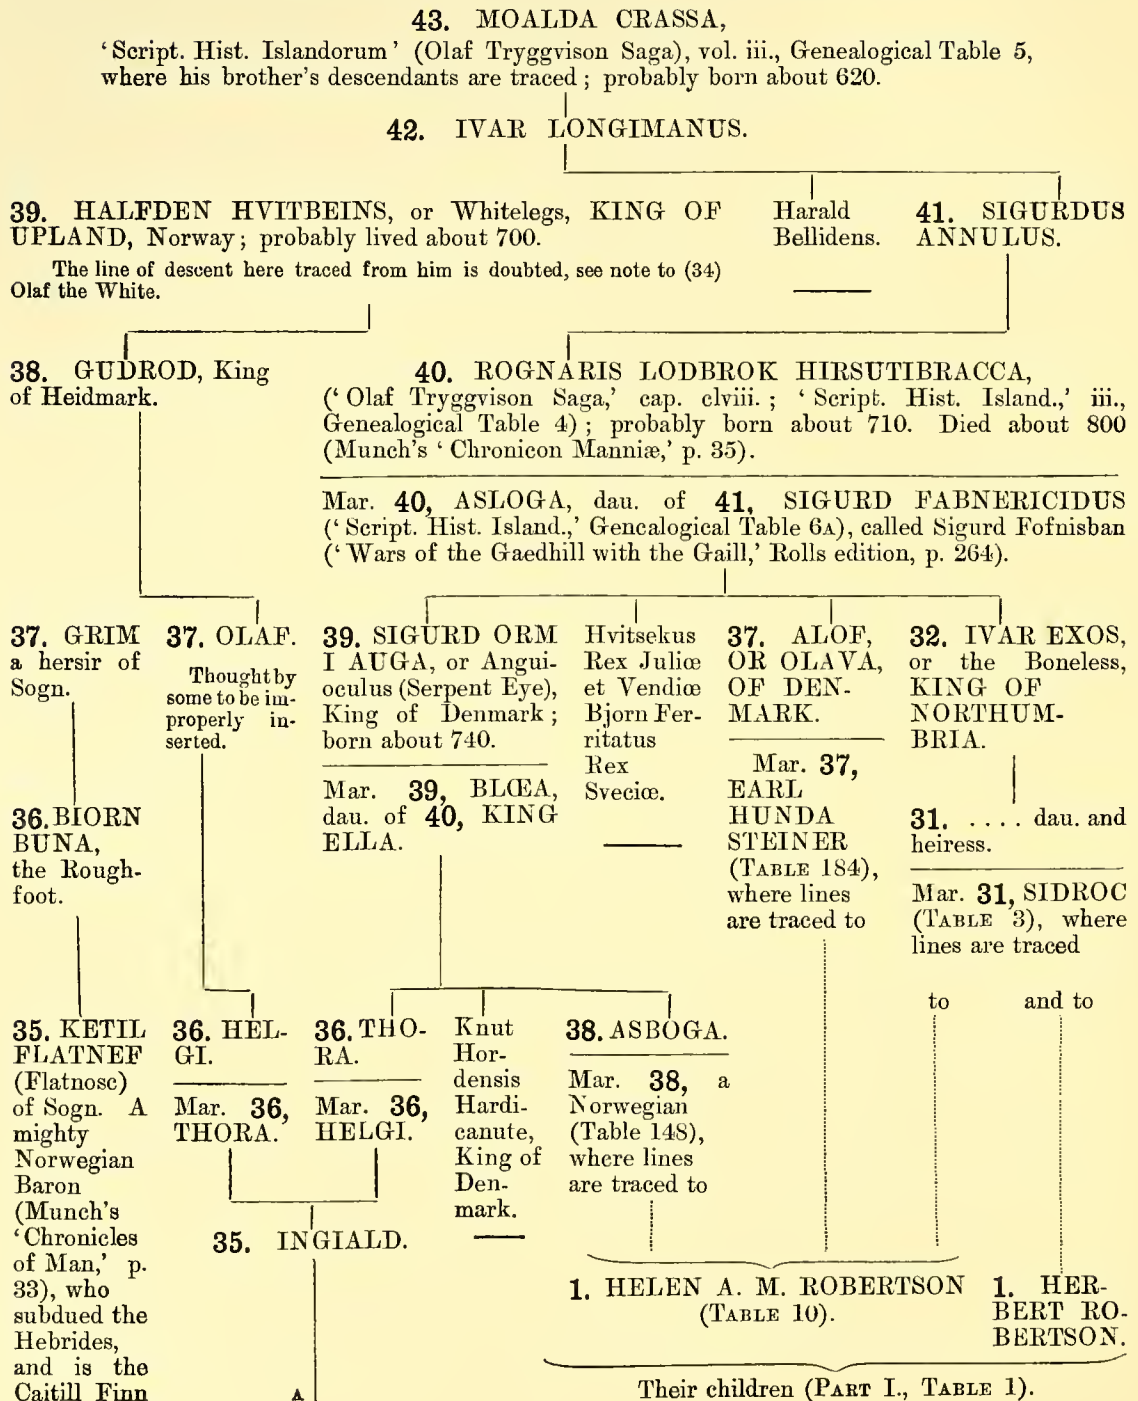 43. MOALDA CRASSA,
‘Script. Hist. Islandorum’ (Olaf Tryggvison Saga), vol. iii., Genealogical Table 5,
where his brother’s descendants are traced; probably born about 620.
42. IVAR LONGIMANUS.
39. HALFDEN HVITBEINS, or Whitelegs, KING OF
UPLAND, Norway; probably lived about 700.
The line of descent here traced from him is doubted, see note to (34)
Olaf the White.
Harald
Bellidens.
41. SIGURDUS
ANNULUS.
38. GUDROD, King
of Heidmark.
40. ROGNARIS LODBROK HIRSUTIBRACCA,
(‘Olaf Tryggvison Saga,’ cap. clviii.; ‘Script. Hist. Island.,’ iii.,
Genealogical Table 4); probably born about 710. Died about 800
(Munch’s ‘Chronicon Manniæ,’ p. 35).
Mar. 40, ASLOGA, dau. of 41, SIGURD FABNERICIDUS
(‘Script. Hist. Island.,’ Gencalogical Table 6A), called Sigurd Fofnisban
(‘Wars of the Gaedhill with the Gaill,’ Rolls edition, p. 264).
37. GRIM
a hersir of
Sogn.
37. OLAF.
Thought by
some to be im-
properly in-
serted.
39. SIGURD ORM
I AUGA, or Angui-
oculus (Serpent Eye),
King of Denmark;
born about 740.
Mar. 39, BLŒA,
dau. of 40, KING
ELLA.
Hvitsekus
Rex Juliœ
et Vendiœ
Bjorn Fer-
ritatus
Rex
Sveciœ.
37. ALOF,
OR OLAVA,
OF DEN-
MARK.
Mar. 37,
EARL
HUNDA
STEINER
(TABLE 184),
where lines
are traced to
32. IVAR EXOS,
or the Boneless,
KING OF
NORTHUM-
BRIA.
31. .... dau. and
heiress.
Mar. 31, SIDROC
(TABLE 3), where
lines are traced
to and to
36. BIORN
BUNA,
the Rough-
foot.
35. KETIL
FLATNEF
(Flatnosc)
of Sogn. A
mighty
Norwegian
Baron
(Munch’s
‘Chronicles
of Man,’ p.
33), who
subdued the
Hebrides,
and is the
Caitill Finn
36. HEL-
GI.
Mar. 36,
THORA.
36. THO-
RA.
Mar. 36,
HELGI.
Knut
Hor-
densis
Hardi-
canute,
King of
Den-
mark.
38. ASBOGA.
Mar. 38, a
Norwegian
(Table 148),
where lines
are traced to
35. INGIALD.
A
1. HELEN A. M. ROBERTSON
(TABLE 10).
1. HER-
BERT RO-
BERTSON.
Their children (PART I., TABLE 1).